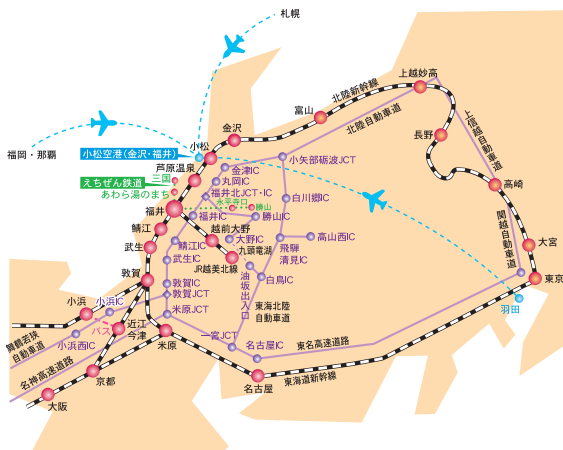 札幌
福岡・那覇
小松空港(金沢・福井)
えちぜん鉄道
三国
あわら湯のまち
永平寺口
勝山
小松
金沢
富山
上越妙高
長野
高崎
大宮
東京
羽田
北陸新幹線
北陸自動車道
上信越自動車道
関越自動車道
芦原温泉
福井
鯖江
武生
敦賀
越前大野
九頭竜湖
JR越美北線
小矢部砺波JCT
金津IC
丸岡IC
福井北JCT・IC
福井IC
勝山IC
大野IC
白川郷IC
高山西IC
飛騨
清見IC
白鳥IC
油坂出入口
東海北陸
自動車道
鯖江IC
武生IC
敦賀IC
敦賀JCT
米原JCT
一宮JCT
名古屋IC
東名高速道路
東海道新幹線
名古屋
米原
小浜
小浜IC
小浜西IC
バス
近江
今津
京都
大阪
舞鶴若狭
自動車道
名神高速道路